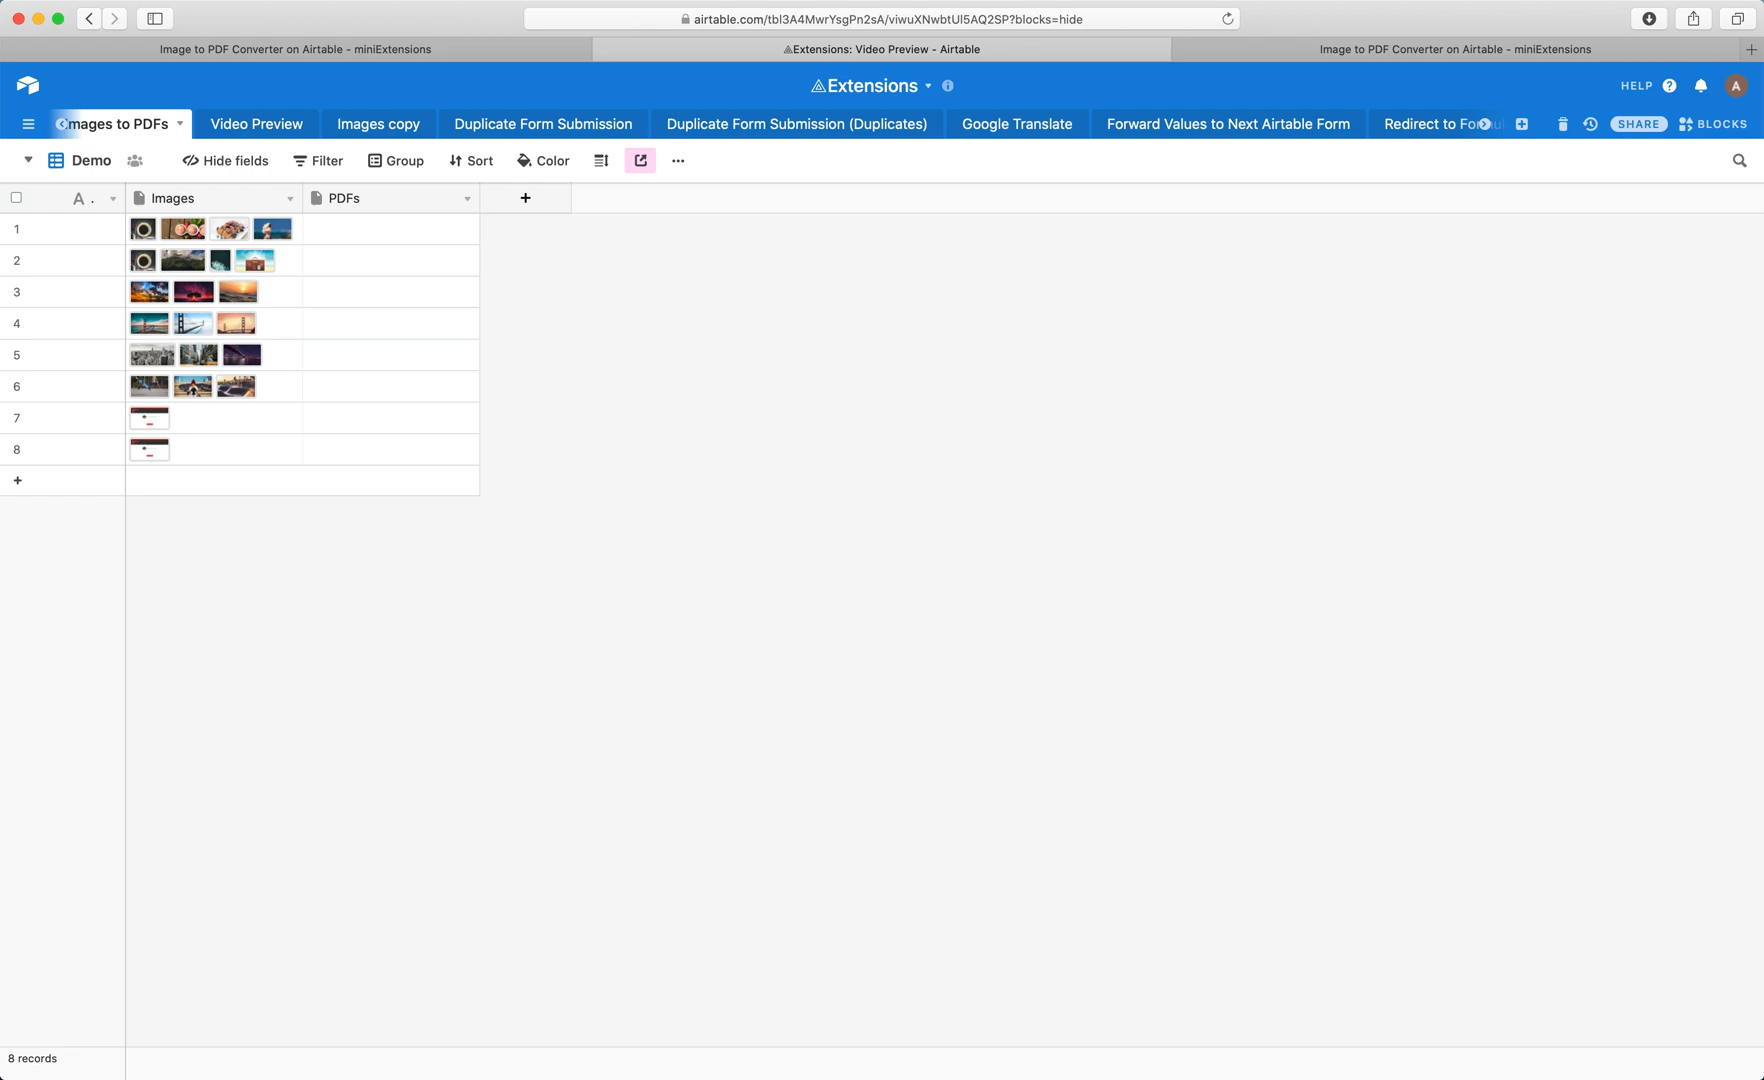 airtable.com/tbl3A4MwrYsgPn2sA/viwuXNwbtUl5AQ2SP?blocks=hide
Image to PDF Converter on Airtable - miniExtensions
Extensions: Video Preview - Airtable
Image to PDF Converter on Airtable - miniExtensions
Extensions
HELP
A
Images to PDFs
Video Preview
Images copy
Duplicate Form Submission
Duplicate Form Submission (Duplicates)
Google Translate
Forward Values to Next Airtable Form
Redirect to Formul
SHARE
BLOCKS
Demo
Hide fields
Filter
Group
Sort
Color
A .
Images
PDFs
1
2
3
4
5
6
7
8
8 records